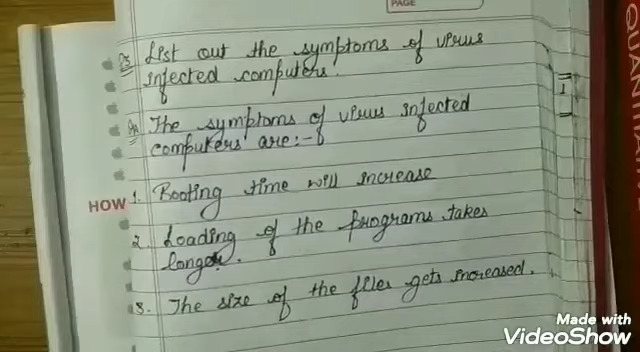 PAGE
Q3 List out the symptoms of virus
infected computers.
The symptoms of virus infected
computers are:-
HOW
1. Booting time will increase
2. Loading of the programs takes
longer.
3. The size of the files gets increased.
QUANTITATI
Made with
VideoShow